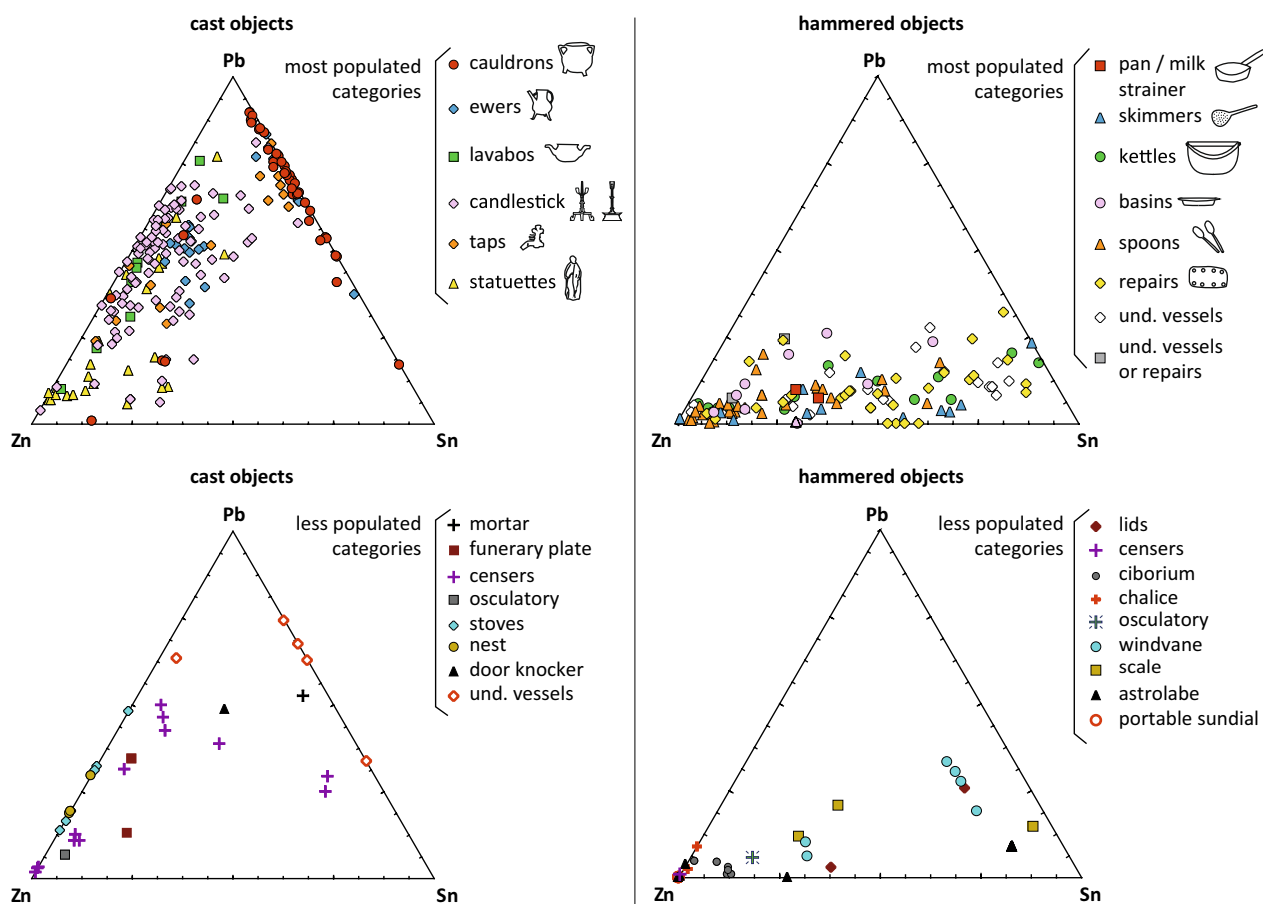 cast objects
Pb
most populated
categories
cauldrons
ewers
lavabos
candlestick
taps
statuettes
Zn
Sn
hammered objects
Pb
most populated
categories
pan / milk
strainer
skimmers
kettles
basins
spoons
repairs
und. vessels
und. vessels
or repairs
Zn
Sn
cast objects
Pb
less populated
categories
mortar
funerary plate
censers
osculatory
stoves
nest
door knocker
und. vessels
Zn
Sn
hammered objects
Pb
less populated
categories
lids
censers
ciborium
chalice
osculatory
windvane
scale
astrolabe
portable sundial
Zn
Sn